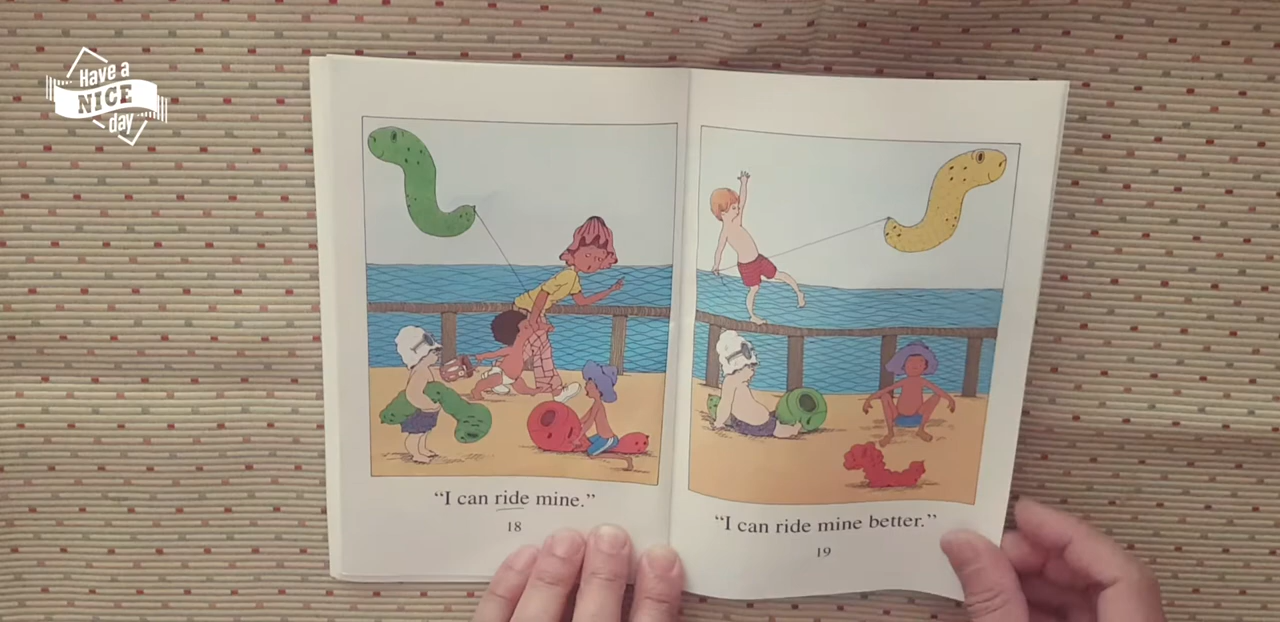 Have a
NICE
day
“I can ride mine.”
18
“I can ride mine better.”
19